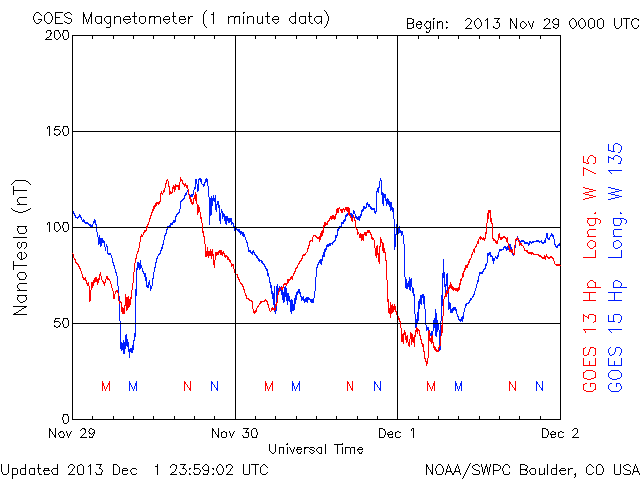 GOES Magnetometer (1 minute data)
Begin: 2013 Nov 29 0000 UTC
200
150
100
50
0
NanoTesla (nT)
M M N N M M N N M M N N
Nov 29 Nov 30 Dec 1 Dec 2
Universal Time
GOES 13 Hp Long. W 75
GOES 15 Hp Long. W 135
Updated 2013 Dec 1 23:59:02 UTC
NOAA/SWPC Boulder, CO USA